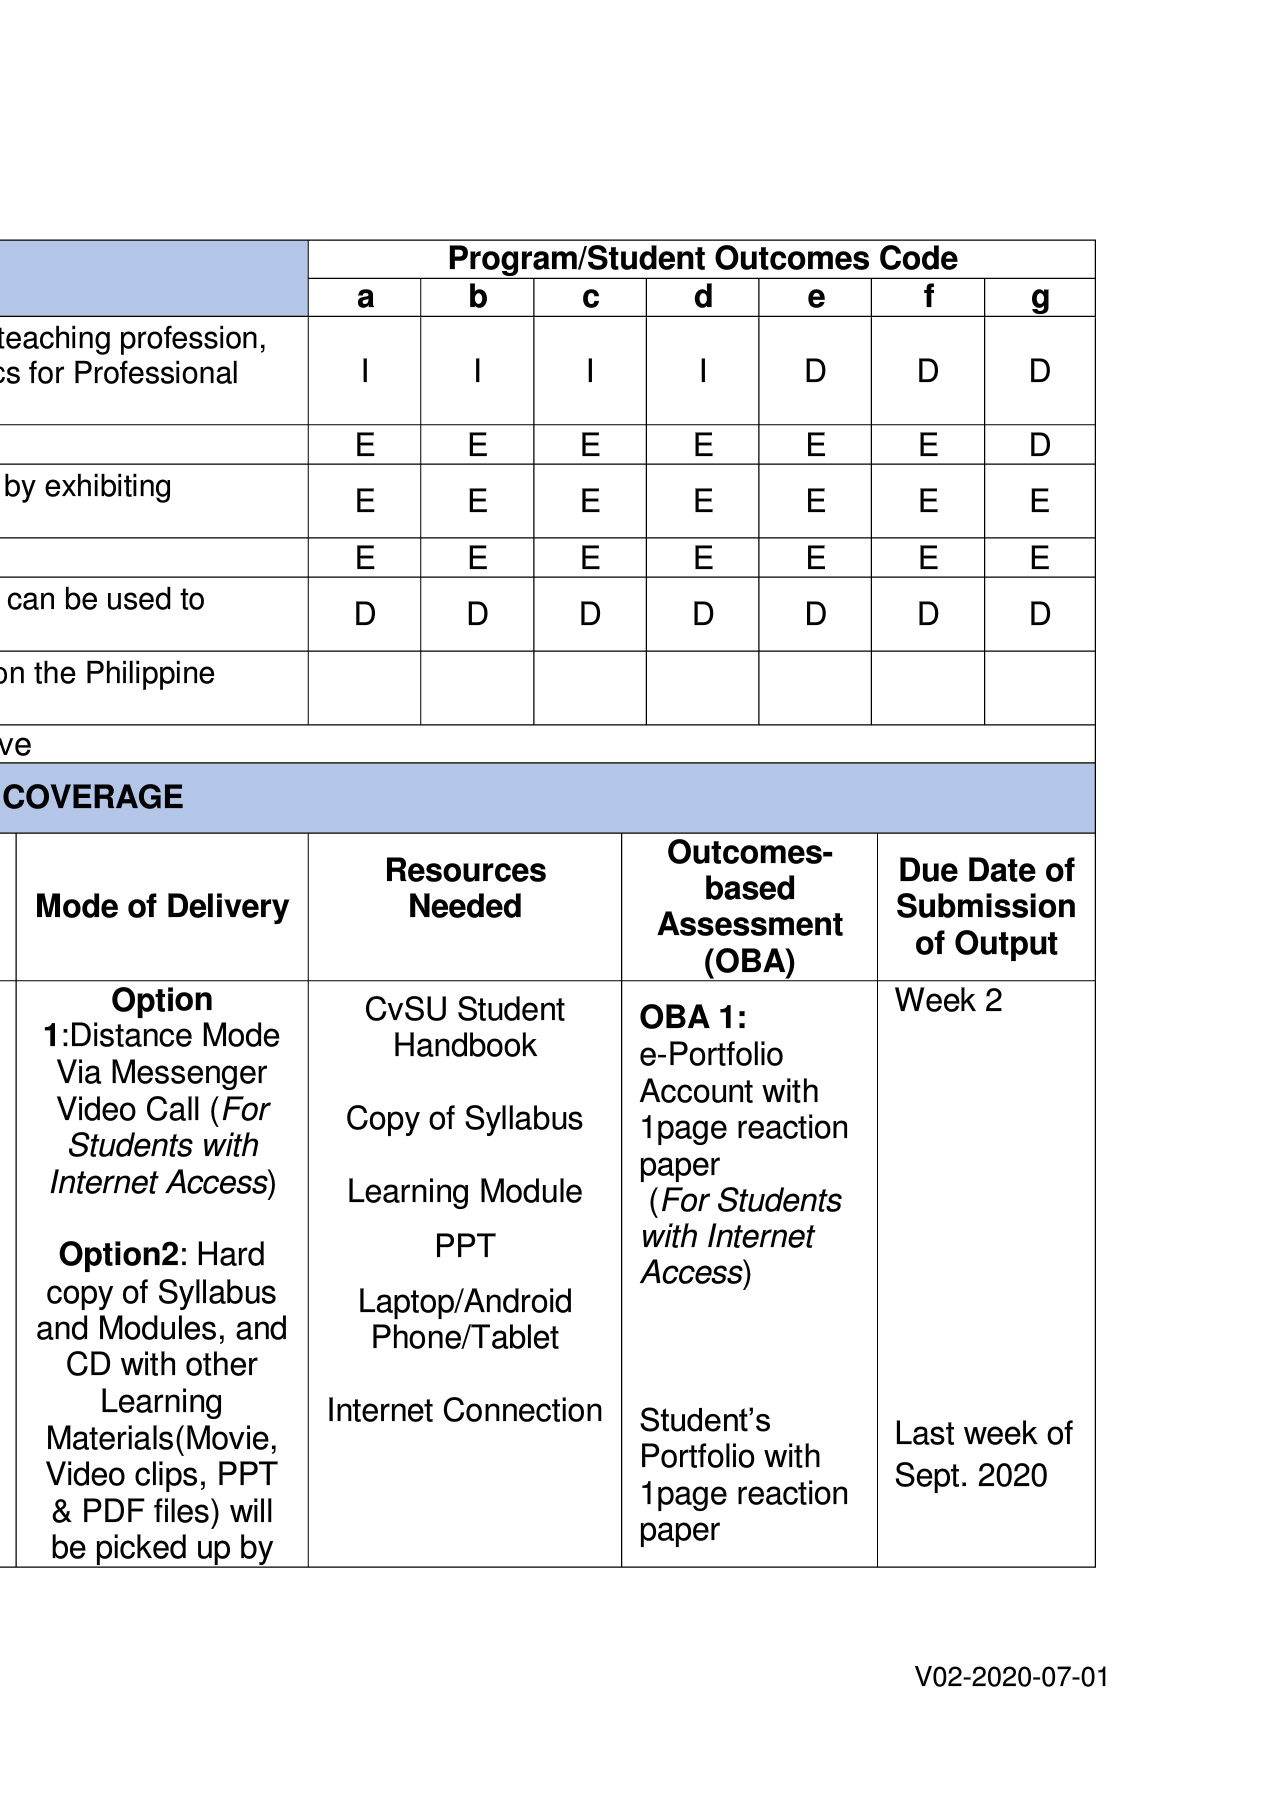 Program/Student Outcomes Code
a b c d e f g
teaching profession,
cs for Professional
I I I I D D D
E E E E E E D
by exhibiting
E E E E E E E
E E E E E E E
can be used to
D D D D D D D
on the Philippine
ve
COVERAGE
Mode of Delivery
Resources
Needed
Outcomes-
based
Assessment
(OBA)
Due Date of
Submission
of Output
Option
1:Distance Mode
Via Messenger
Video Call (For
Students with
Internet Access)
Option2: Hard
copy of Syllabus
and Modules, and
CD with other
Learning
Materials(Movie,
Video clips, PPT
& PDF files) will
be picked up by
CvSU Student
Handbook
Copy of Syllabus
Learning Module
PPT
Laptop/Android
Phone/Tablet
Internet Connection
OBA 1:
e-Portfolio
Account with
1page reaction
paper
(For Students
with Internet
Access)
Student’s
Portfolio with
1page reaction
paper
Week 2
Last week of
Sept. 2020
V02-2020-07-01